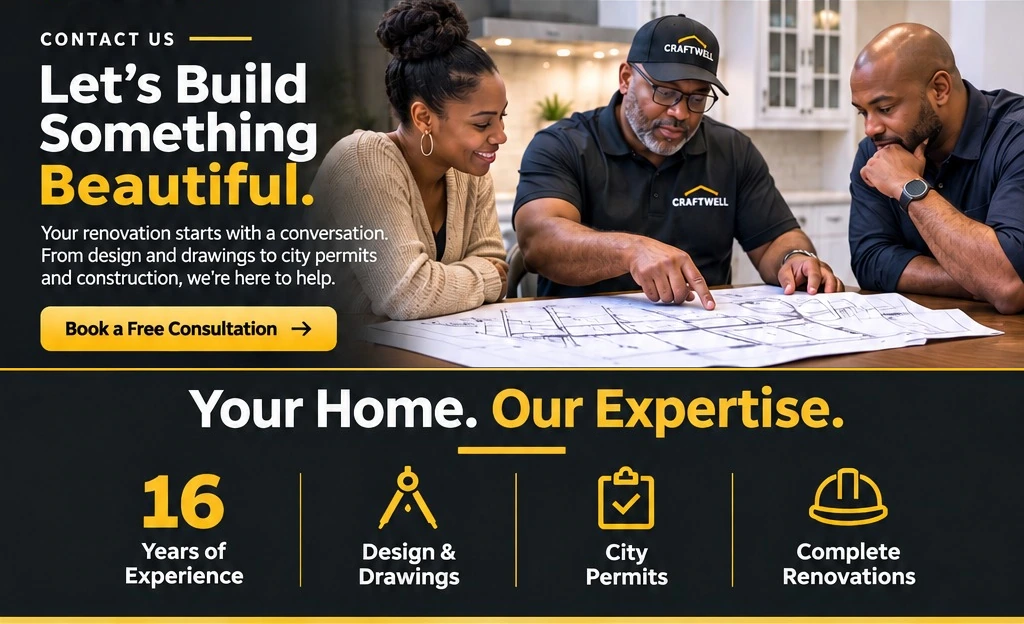 CONTACT US
Let's Build
Something
Beautiful.
Your renovation starts with a conversation.
From design and drawings to city permits
and construction, we're here to help.
Book a Free Consultation →
CRAFTWELL
CRAFTWELL
Your Home. Our Expertise.
16
Years of
Experience
Design &
Drawings
City
Permits
Complete
Renovations